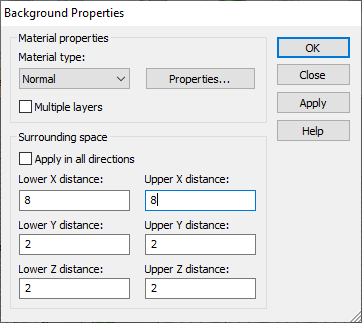 Background Properties
Material properties
Material type:
Normal
Properties...
Multiple layers
OK
Close
Apply
Help
Surrounding space
Apply in all directions
Lower X distance: Upper X distance:
8 8
Lower Y distance: Upper Y distance:
2 2
Lower Z distance: Upper Z distance:
2 2